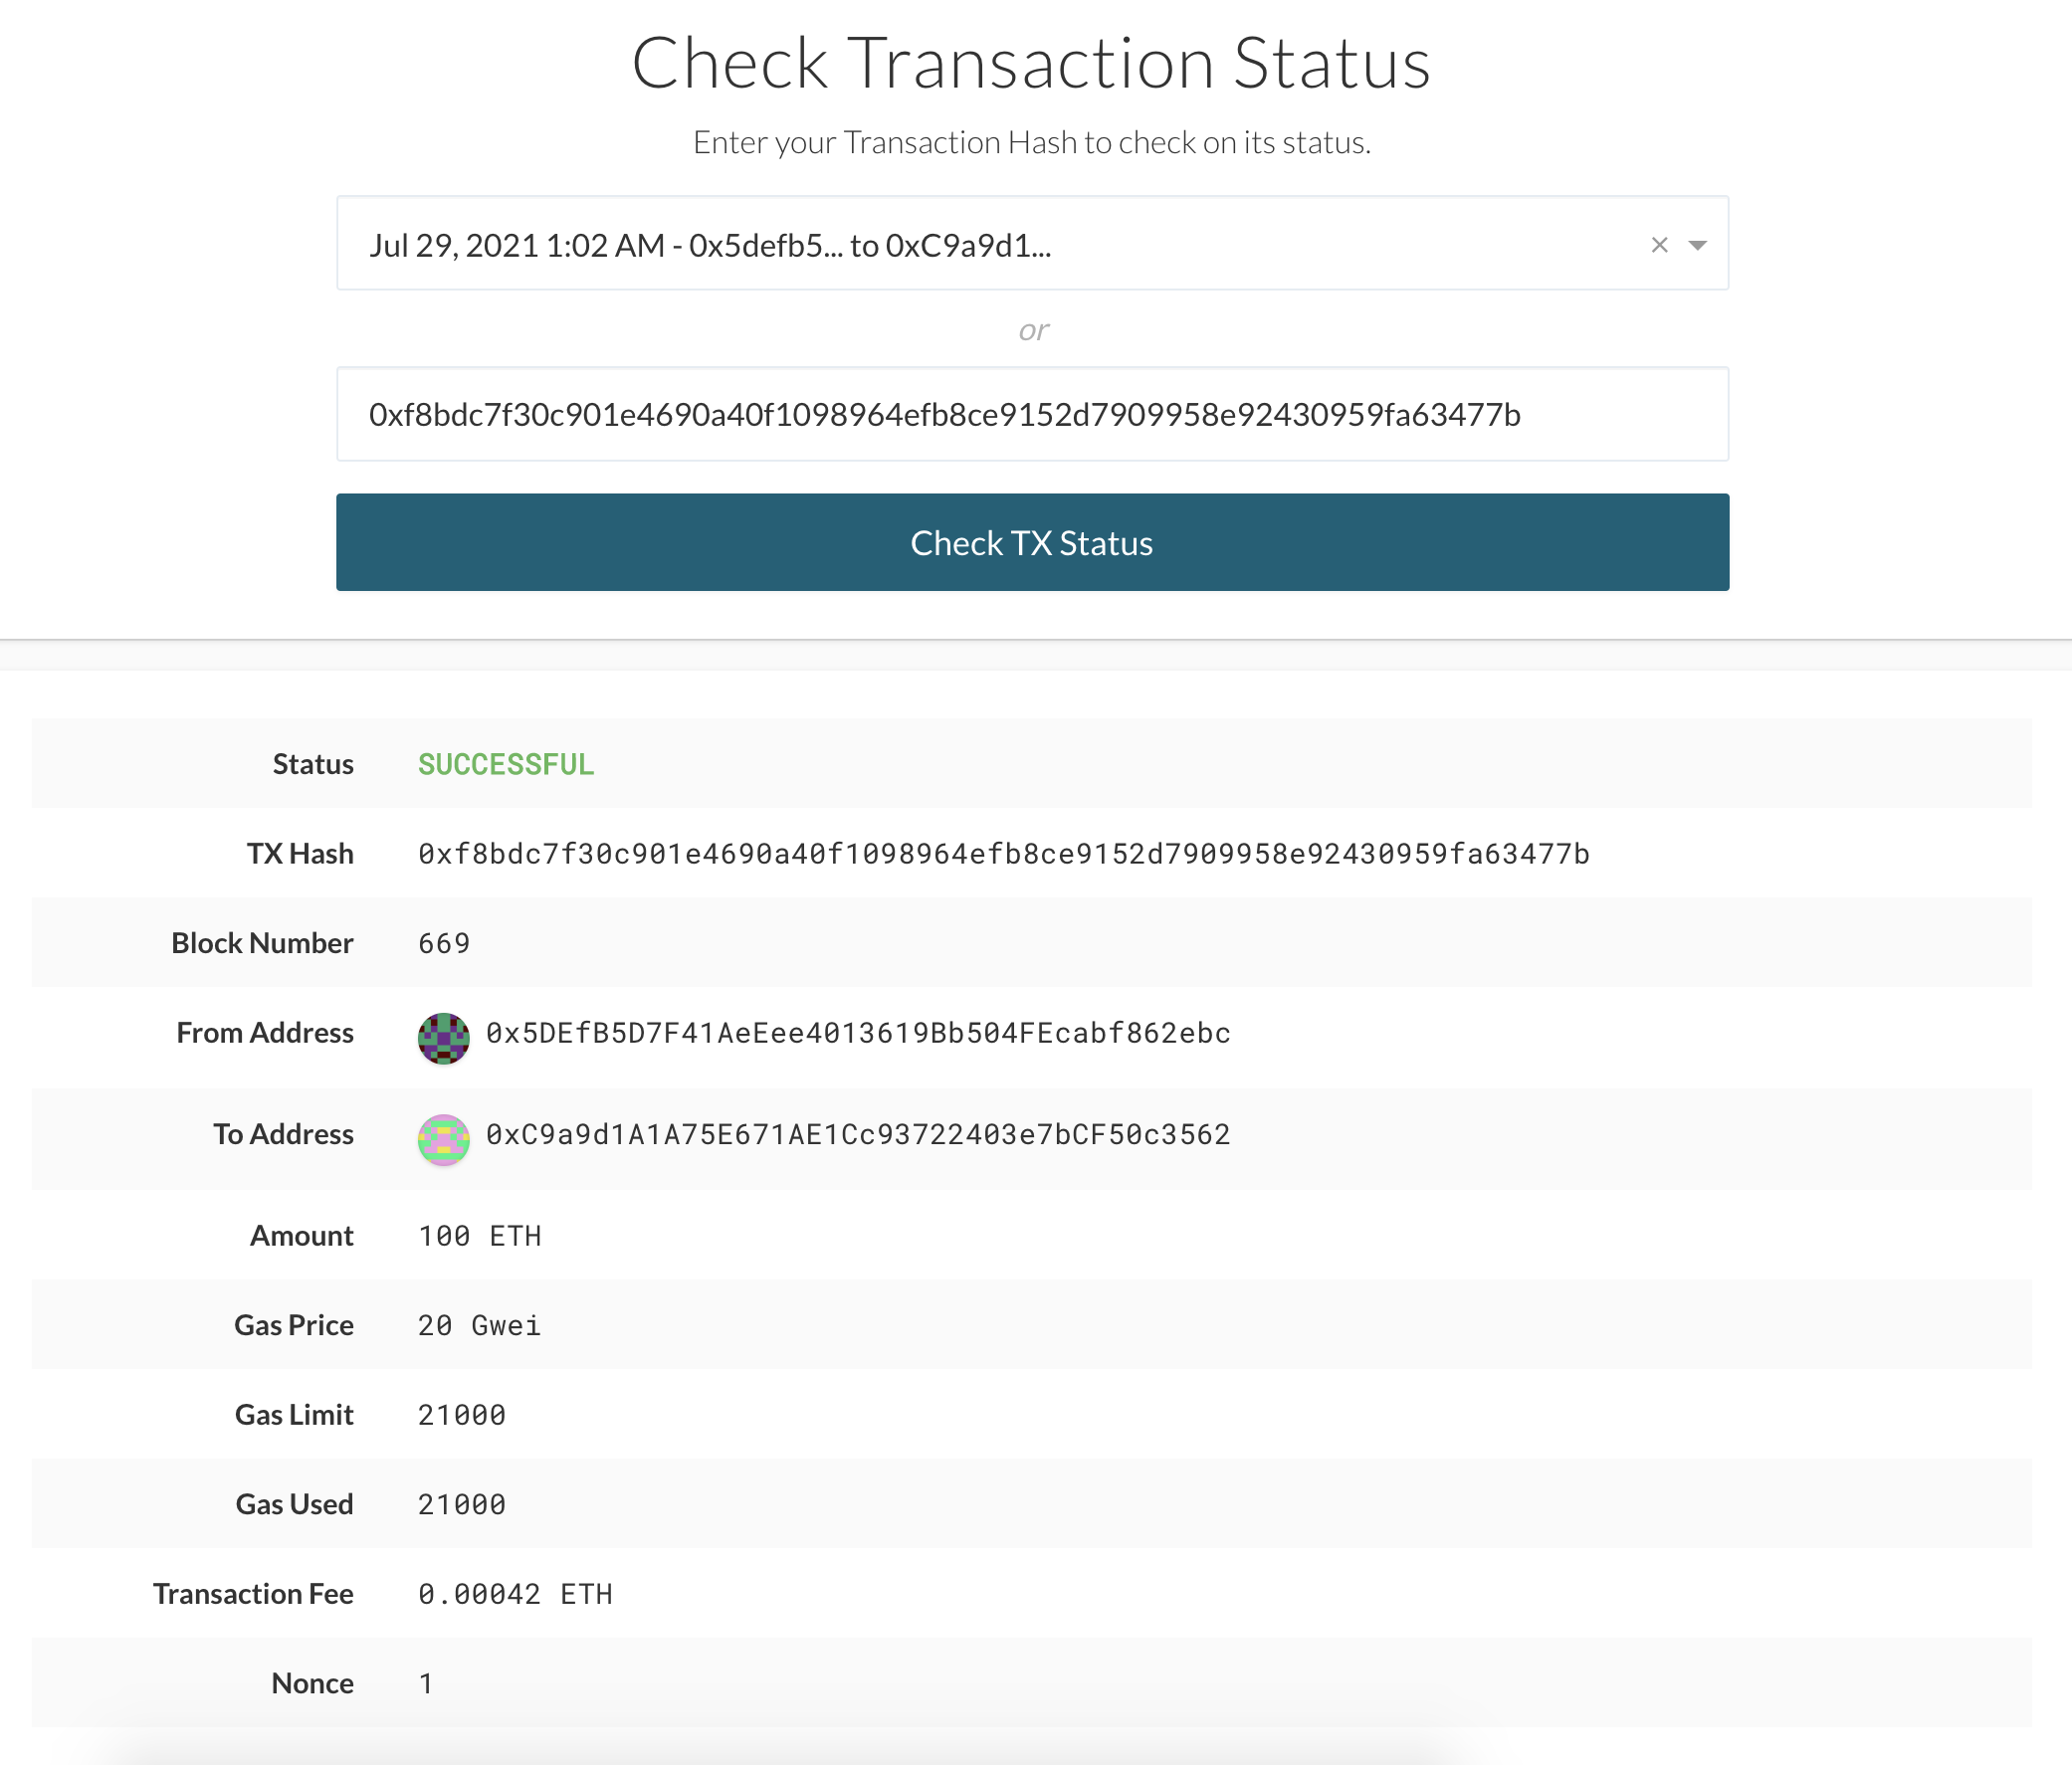 Check Transaction Status
Enter your Transaction Hash to check on its status.
Jul 29, 2021 1:02 AM - 0x5defb5... to 0xC9a9d1...
or
0xf8bdc7f30c901e4690a40f1098964efb8ce9152d7909958e92430959fa63477b
Check TX Status
Status SUCCESSFUL
TX Hash 0xf8bdc7f30c901e4690a40f1098964efb8ce9152d7909958e92430959fa63477b
Block Number 669
From Address 0x5DEfB5D7F41AeEee4013619Bb504FEcabf862ebc
To Address 0xC9a9d1A1A75E671AE1Cc93722403e7bCF50c3562
Amount 100 ETH
Gas Price 20 Gwei
Gas Limit 21000
Gas Used 21000
Transaction Fee 0.00042 ETH
Nonce 1